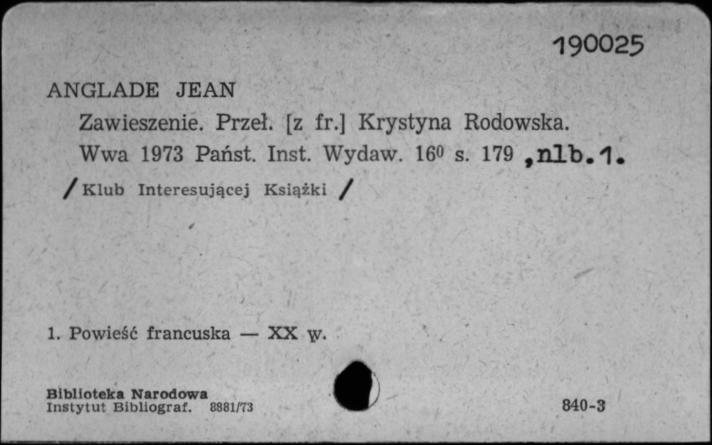 190025
ANGLADE JEAN
Zawieszenie. Przeł. [z fr.] Krystyna Rodowska.
Wwa 1973 Państ. Inst. Wydaw. 16⁰ s. 179 ,nlb.1.
/Klub Interesującej Książki /
1. Powieść francuska — XX w.
Biblioteka Narodowa
Instytut Bibliograf. 8881/73
840-3